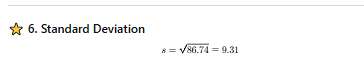 ⭐ 6. Standard Deviation
s = √86.74 = 9.31